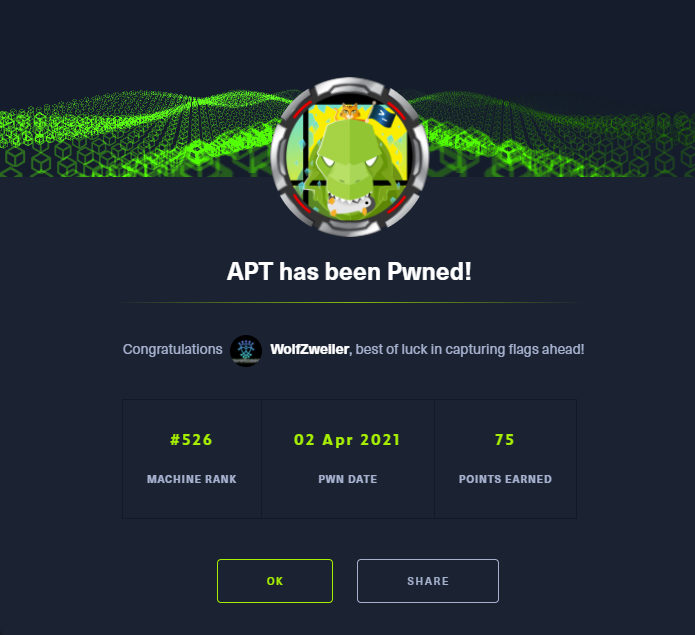 APT has been Pwned!
Congratulations WolfZweiler, best of luck in capturing flags ahead!
#526 02 Apr 2021 75
MACHINE RANK PWN DATE POINTS EARNED
OK SHARE